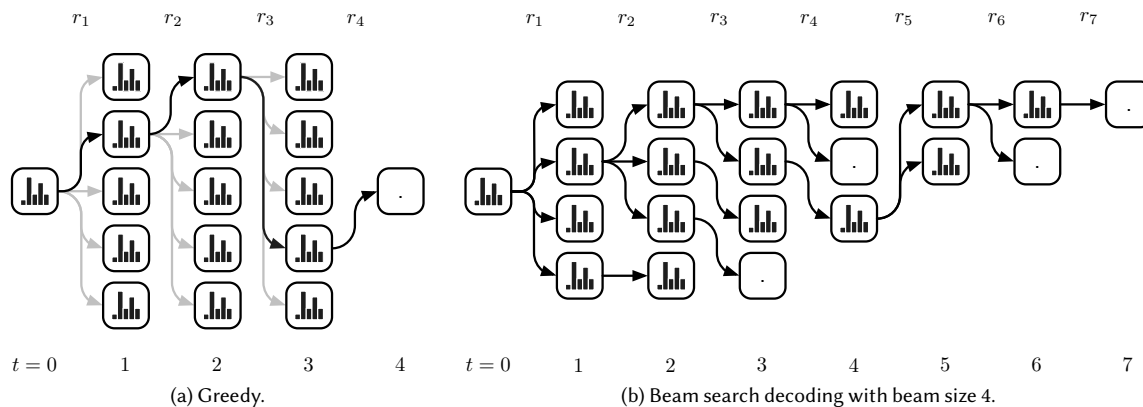 r₁ r₂ r₃ r₄
.
t = 0 1 2 3 4
(a) Greedy.
r₁ r₂ r₃ r₄ r₅ r₆ r₇
.
.
.
.
t = 0 1 2 3 4 5 6 7
(b) Beam search decoding with beam size 4.